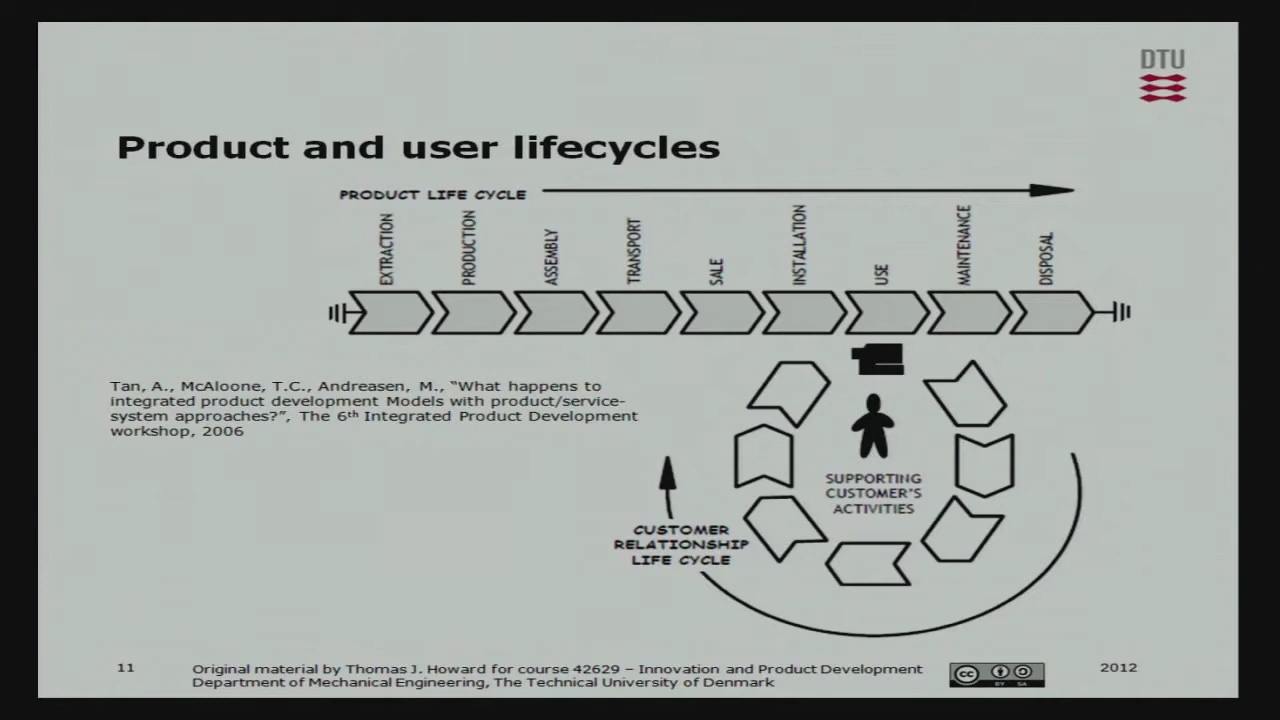 DTU
Product and user lifecycles
PRODUCT LIFE CYCLE
EXTRACTION
PRODUCTION
ASSEMBLY
TRANSPORT
SALE
INSTALLATION
USE
MAINTENANCE
DISPOSAL
Tan, A., McAloone, T.C., Andreasen, M., “What happens to
integrated product development Models with product/service-
system approaches?”, The 6th Integrated Product Development
workshop, 2006
SUPPORTING
CUSTOMER'S
ACTIVITIES
CUSTOMER
RELATIONSHIP
LIFE CYCLE
11
Original material by Thomas J. Howard for course 42629 – Innovation and Product Development
Department of Mechanical Engineering, The Technical University of Denmark
cc
BY SA
2012